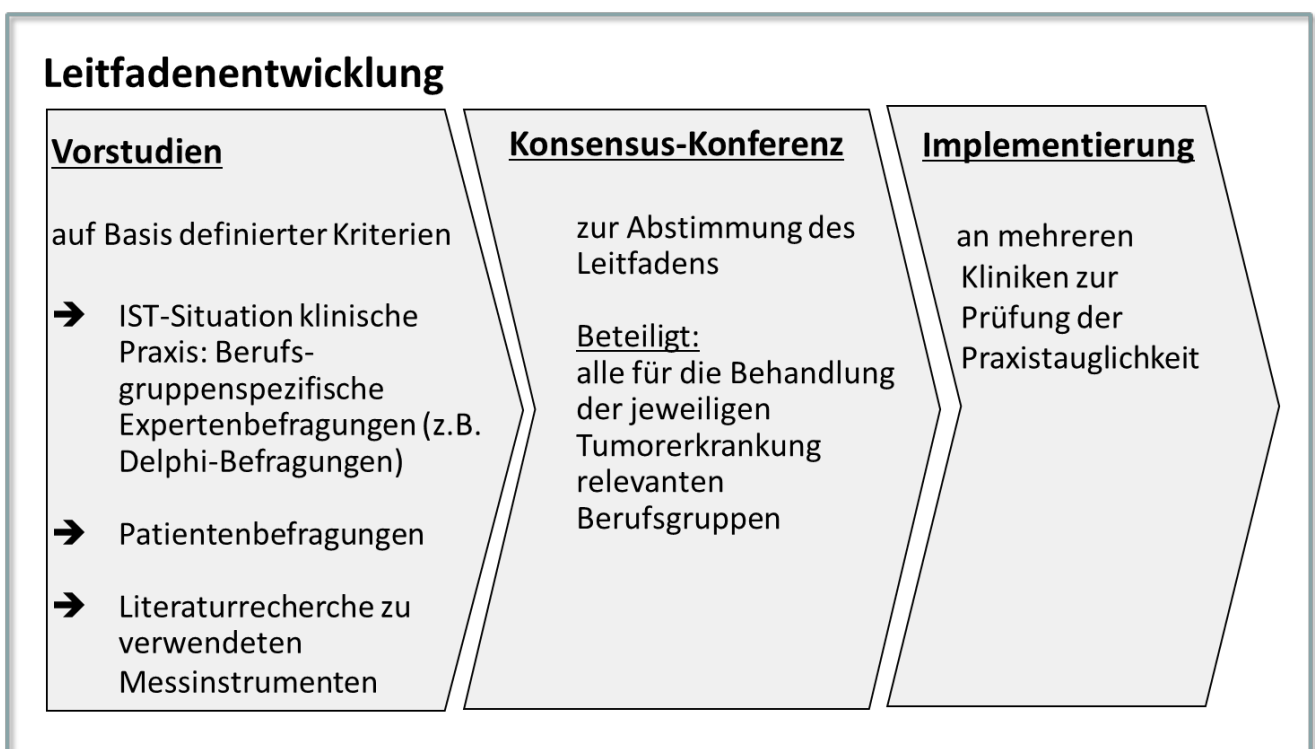 Leitfadenentwicklung
Vorstudien
auf Basis definierter Kriterien
➔ IST-Situation klinische
Praxis: Berufs-
gruppenspezifische
Expertenbefragungen (z.B.
Delphi-Befragungen)
➔ Patientenbefragungen
➔ Literaturrecherche zu
verwendeten
Messinstrumenten
Konsensus-Konferenz
zur Abstimmung des
Leitfadens
Beteiligt:
alle für die Behandlung
der jeweiligen
Tumorerkrankung
relevanten
Berufsgruppen
Implementierung
an mehreren
Kliniken zur
Prüfung der
Praxistauglichkeit